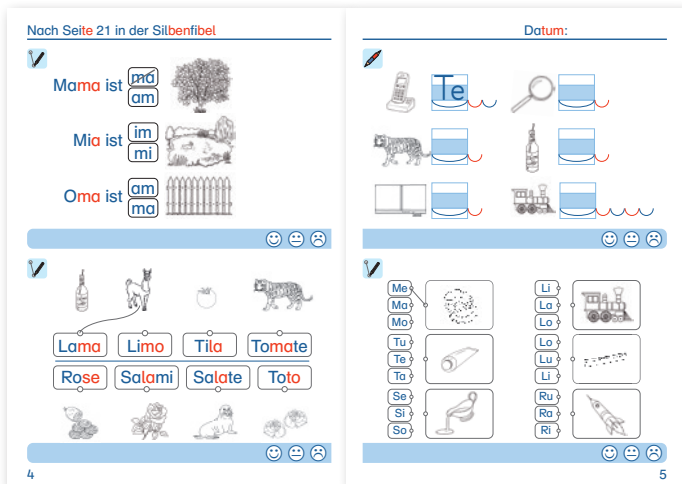 Nach Seite 21 in der Silbenfibel
Mama ist
ma
am
Mia ist
im
mi
Oma ist
am
ma
Lama
Limo
Tila
Tomate
Rose
Salami
Salate
Toto
4
Datum:
Te
Me
Ma
Mo
Tu
Te
Ta
Se
Si
So
Li
La
Lo
Lo
Lu
Li
Ru
Ra
Ri
5